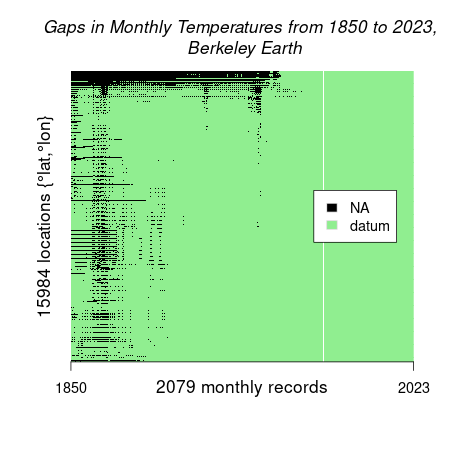 Gaps in Monthly Temperatures from 1850 to 2023,
Berkeley Earth
15984 locations {°lat,°lon}
NA
datum
1850
2079 monthly records
2023